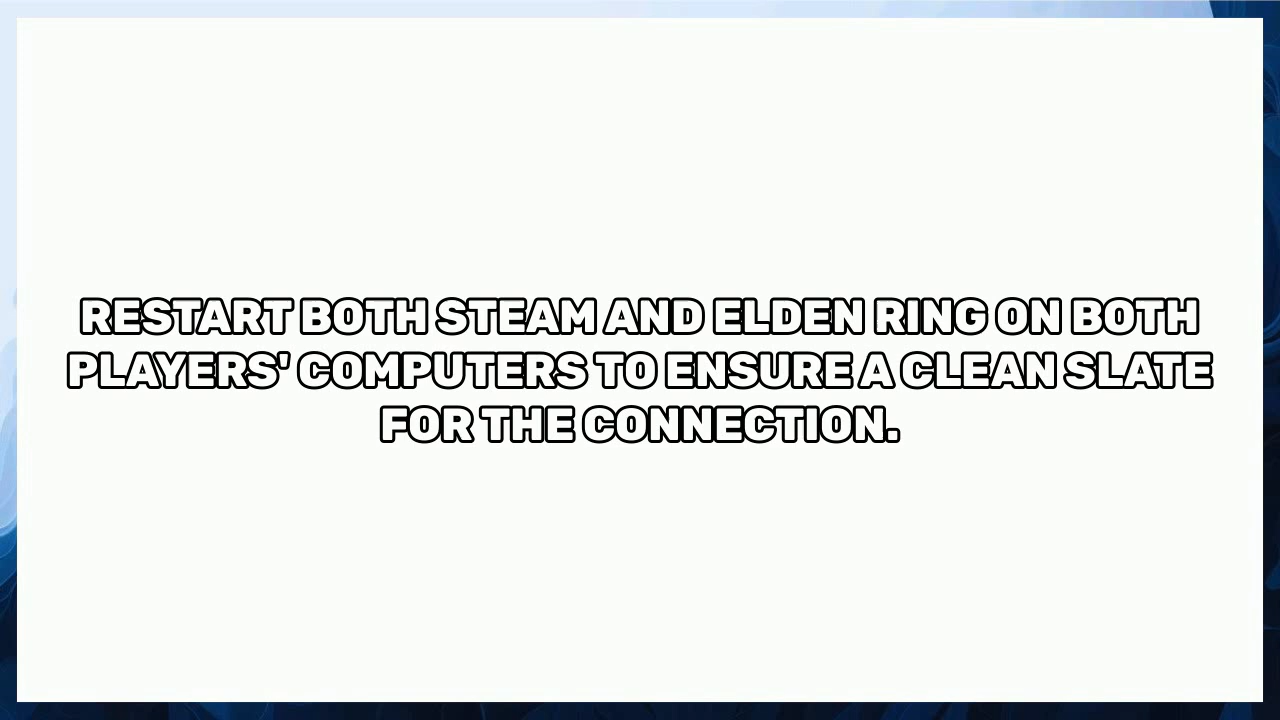 RESTART BOTH STEAM AND ELDEN RING ON BOTH
PLAYERS' COMPUTERS TO ENSURE A CLEAN SLATE
FOR THE CONNECTION.